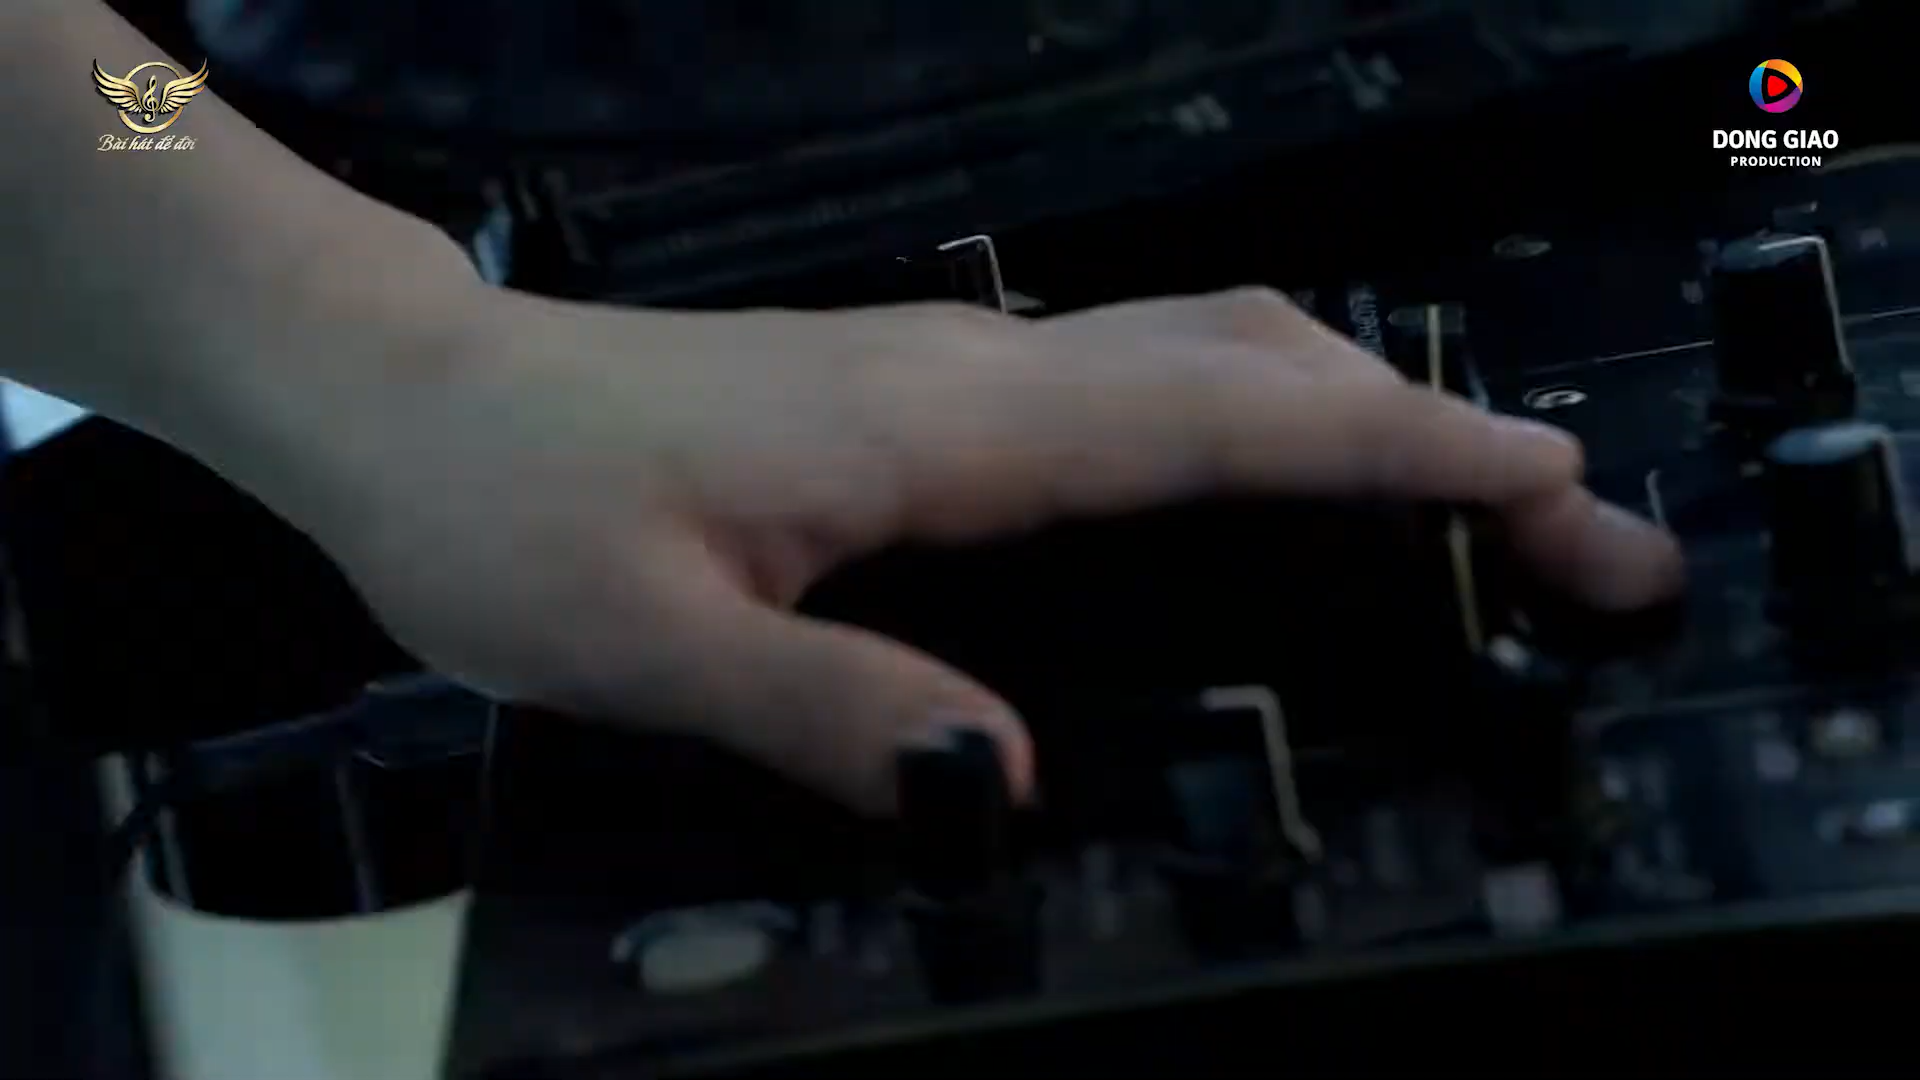 Bài hát để đời
DONG GIAO
PRODUCTION